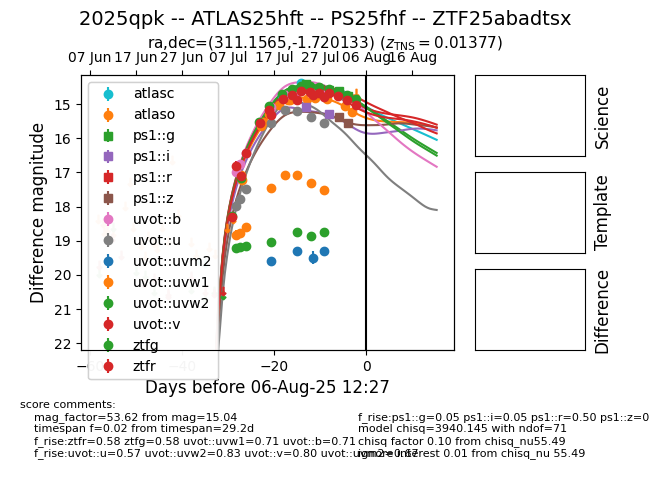 2025qpk -- ATLAS25hft -- PS25fhf -- ZTF25abadtsx
ra,dec=(311.1565,-1.720133) (zTNS = 0.01377)
07 Jun 17 Jun 27 Jun 07 Jul 17 Jul 27 Jul 06 Aug 16 Aug
Difference magnitude
15
16
17
18
19
20
21
22
atlasc
atlaso
ps1::g
ps1::i
ps1::r
ps1::z
uvot::b
uvot::u
uvot::uvm2
uvot::uvw1
uvot::uvw2
uvot::v
ztfg
ztfr
−20
0
Days before 06-Aug-25 12:27
Science
Template
Difference
score comments:
mag_factor=53.62 from mag=15.04
timespan f=0.02 from timespan=29.2d
f_rise:ztfr=0.58 ztfg=0.58 uvot::uvw1=0.71 uvot::b=0.71
f_rise:uvot::u=0.57 uvot::uvw2=0.83 uvot::v=0.80 uvot::uvm2=0.67
f_rise:ps1::g=0.05 ps1::i=0.05 ps1::r=0.50 ps1::z=0
model chisq=3940.145 with ndof=71
chisq factor 0.10 from chisq_nu55.49
ignore interest 0.01 from chisq_nu 55.49